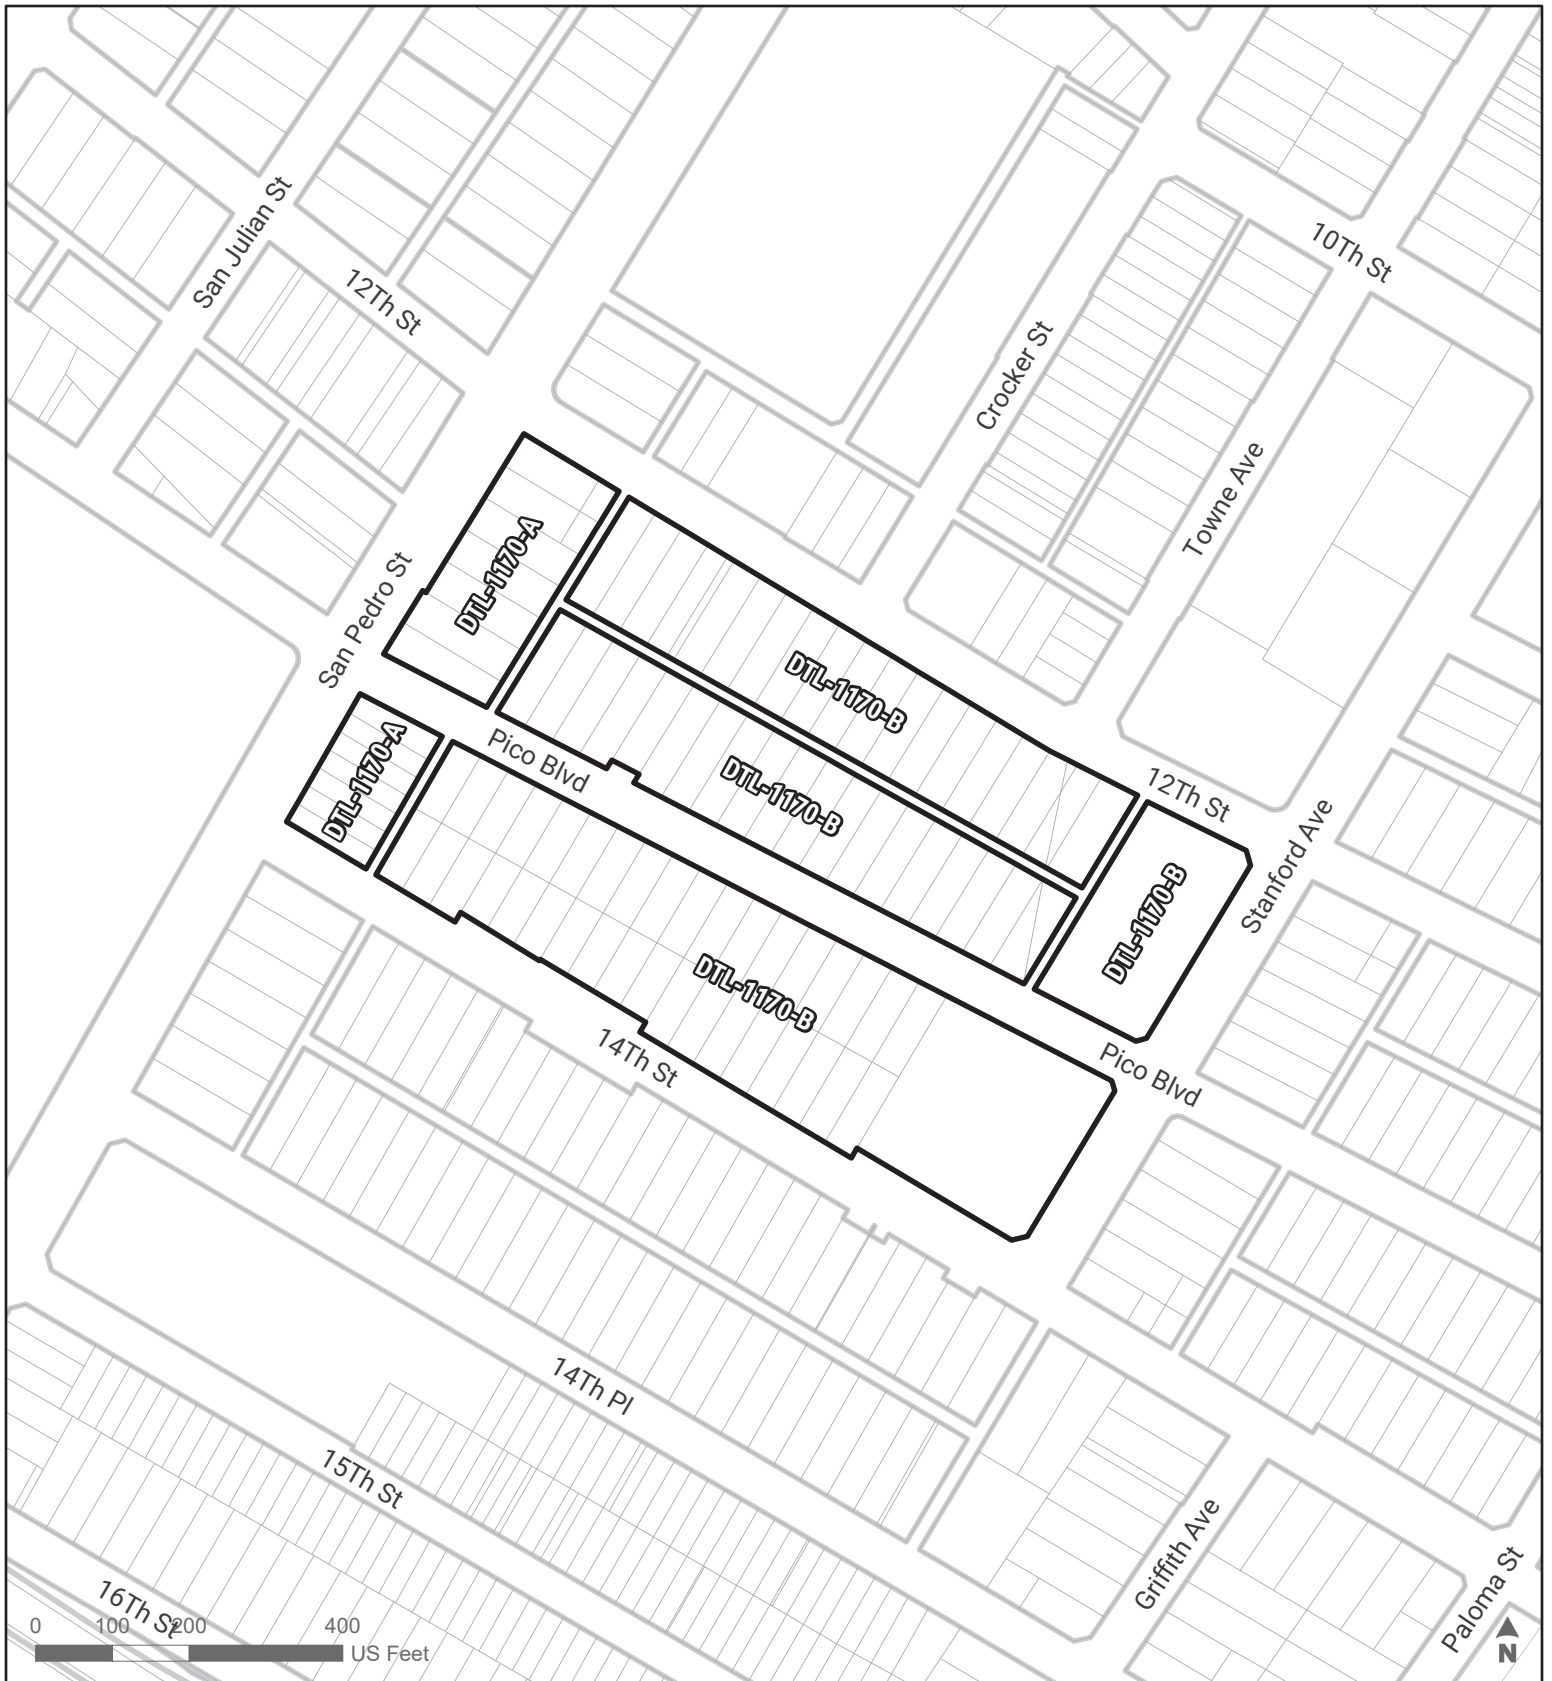 San Julian St
12Th St
10Th St
Crocker St
Towne Ave
San Pedro St
DTL-1170-A
DTL-1170-B
DTL-1170-A
Pico Blvd
DTL-1170-B
12Th St
Stanford Ave
DTL-1170-B
DTL-1170-B
14Th St
Pico Blvd
14Th Pl
15Th St
Griffith Ave
Paloma St
16Th St
0 100 200 400
US Feet
N